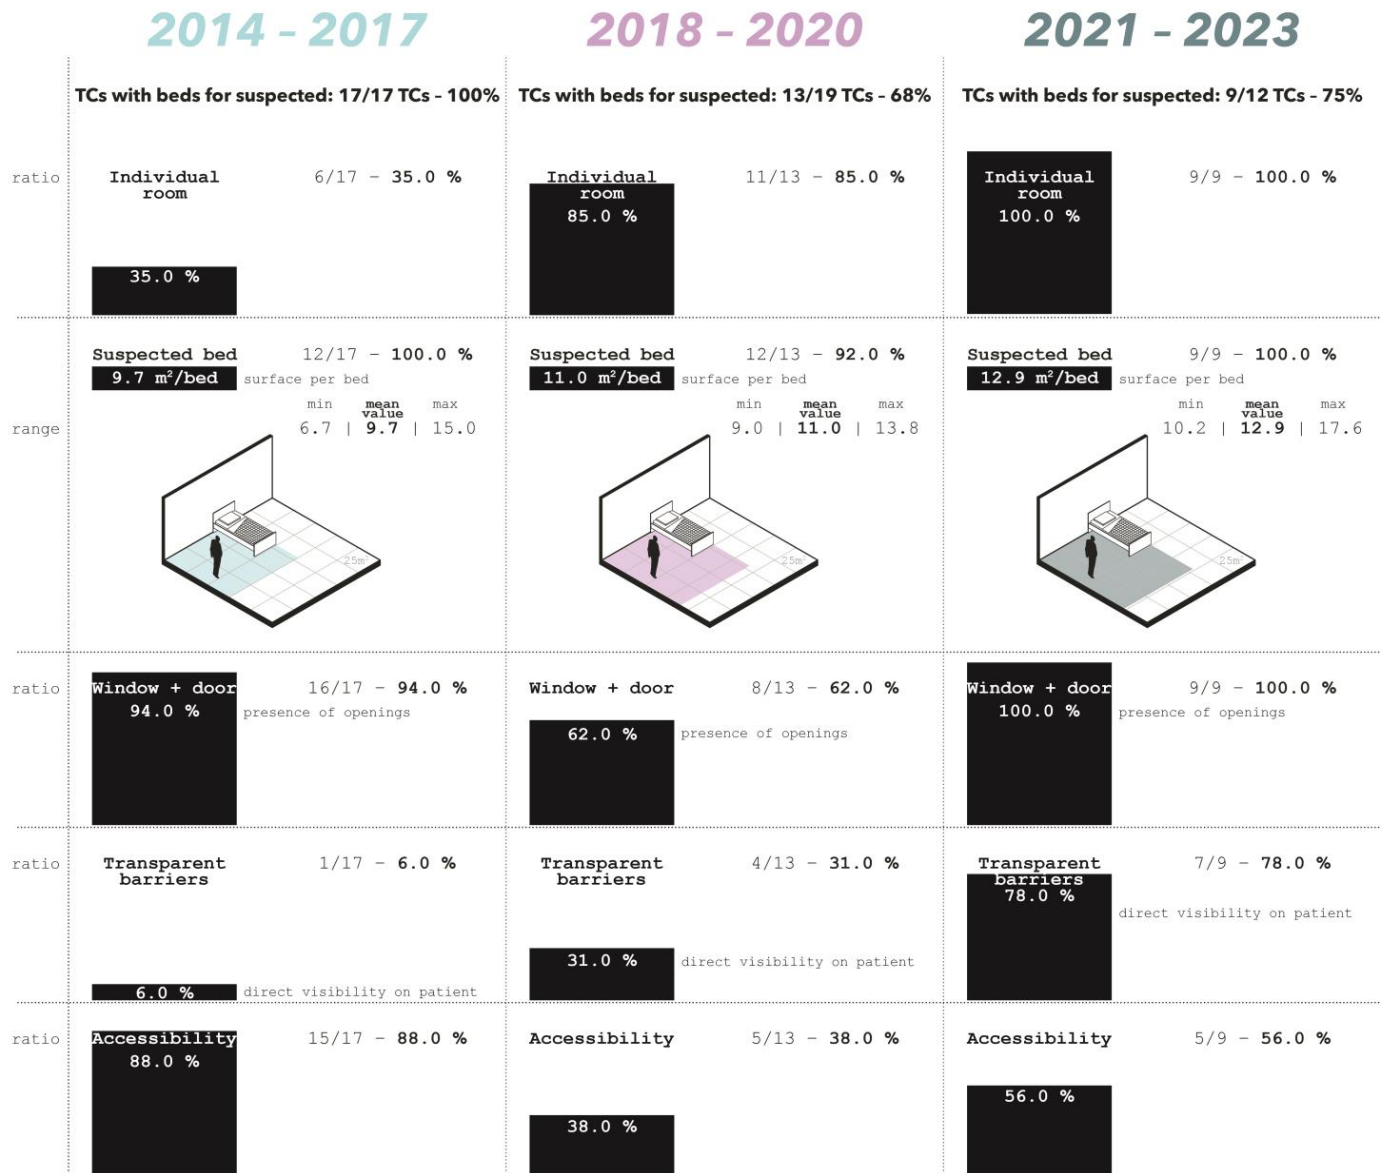 2014 – 2017
2018 – 2020
2021 – 2023
TCs with beds for suspected: 17/17 TCs – 100%
TCs with beds for suspected: 13/19 TCs – 68%
TCs with beds for suspected: 9/12 TCs – 75%
ratio
Individual
room
6/17 – 35.0 %
35.0 %
Individual
room
85.0 %
11/13 – 85.0 %
Individual
room
100.0 %
9/9 – 100.0 %
range
Suspected bed
12/17 – 100.0 %
9.7 m²/bed
surface per bed
min
mean
value
max
6.7 | 9.7 | 15.0
25m²
Suspected bed
12/13 – 92.0 %
11.0 m²/bed
surface per bed
min
mean
value
max
9.0 | 11.0 | 13.8
25m²
Suspected bed
9/9 – 100.0 %
12.9 m²/bed
surface per bed
min
mean
value
max
10.2 | 12.9 | 17.6
25m²
ratio
Window + door
94.0 %
16/17 – 94.0 %
presence of openings
Window + door
8/13 – 62.0 %
62.0 %
presence of openings
Window + door
100.0 %
9/9 – 100.0 %
presence of openings
ratio
Transparent
barriers
1/17 – 6.0 %
6.0 %
direct visibility on patient
Transparent
barriers
4/13 – 31.0 %
31.0 %
direct visibility on patient
Transparent
barriers
78.0 %
7/9 – 78.0 %
direct visibility on patient
ratio
Accessibility
88.0 %
15/17 – 88.0 %
Accessibility
5/13 – 38.0 %
38.0 %
Accessibility
5/9 – 56.0 %
56.0 %